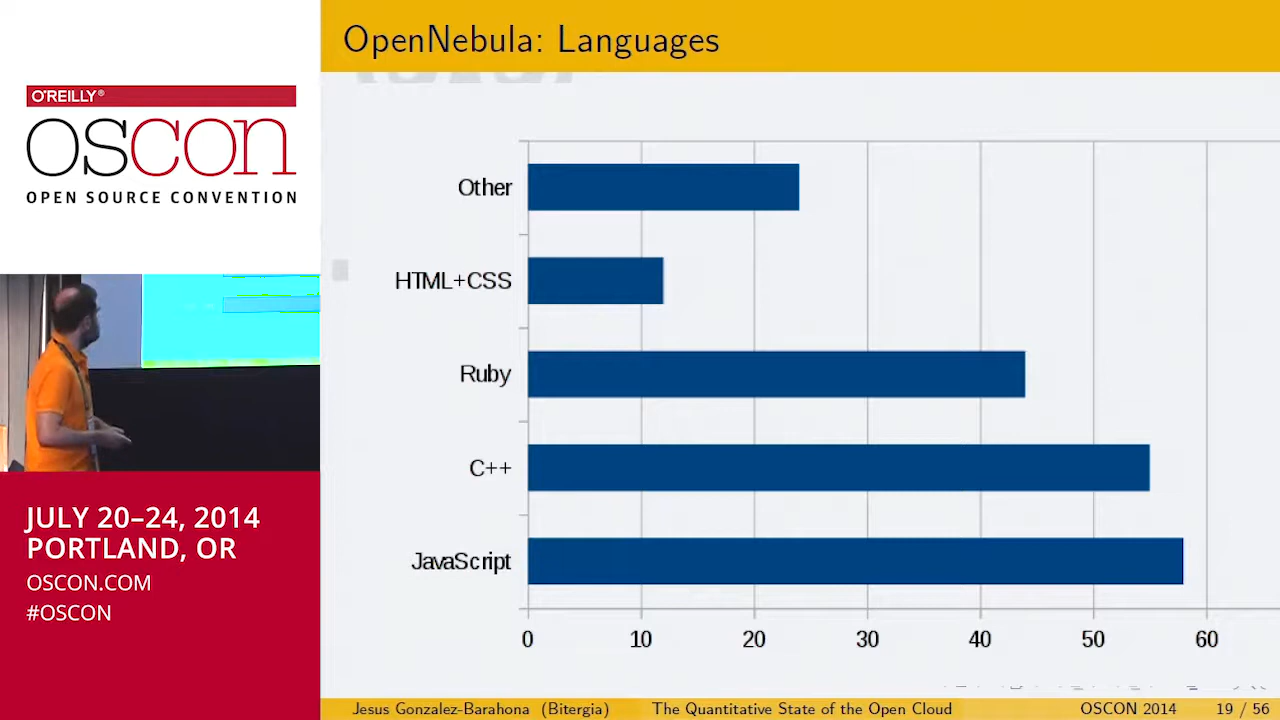 O'REILLY®
OSCON
OPEN SOURCE CONVENTION
JULY 20–24, 2014
PORTLAND, OR
OSCON.COM
#OSCON
OpenNebula: Languages
Other
HTML+CSS
Ruby
C++
JavaScript
0 10 20 30 40 50 60
Jesus Gonzalez-Barahona (Bitergia) The Quantitative State of the Open Cloud OSCON 2014 19 / 56